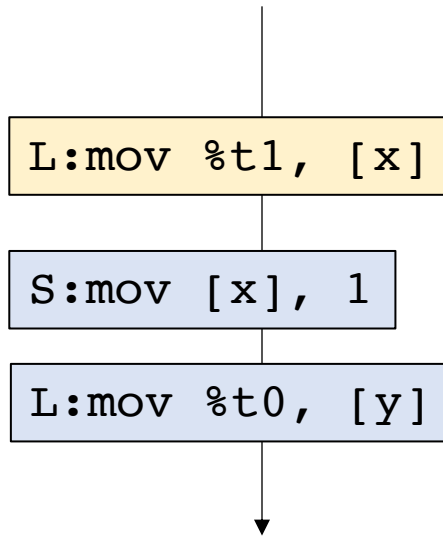 L:mov %t1, [x]
S:mov [x], 1
L:mov %t0, [y]